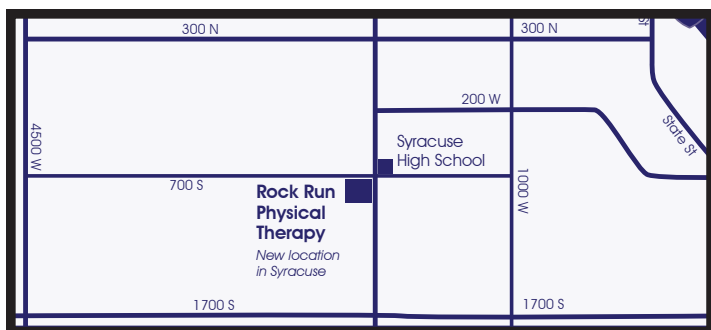 300 N
300 N
St
200 W
State St
4500 W
Syracuse
High School
700 S
1000 W
Rock Run
Physical
Therapy
New location
in Syracuse
1700 S
1700 S